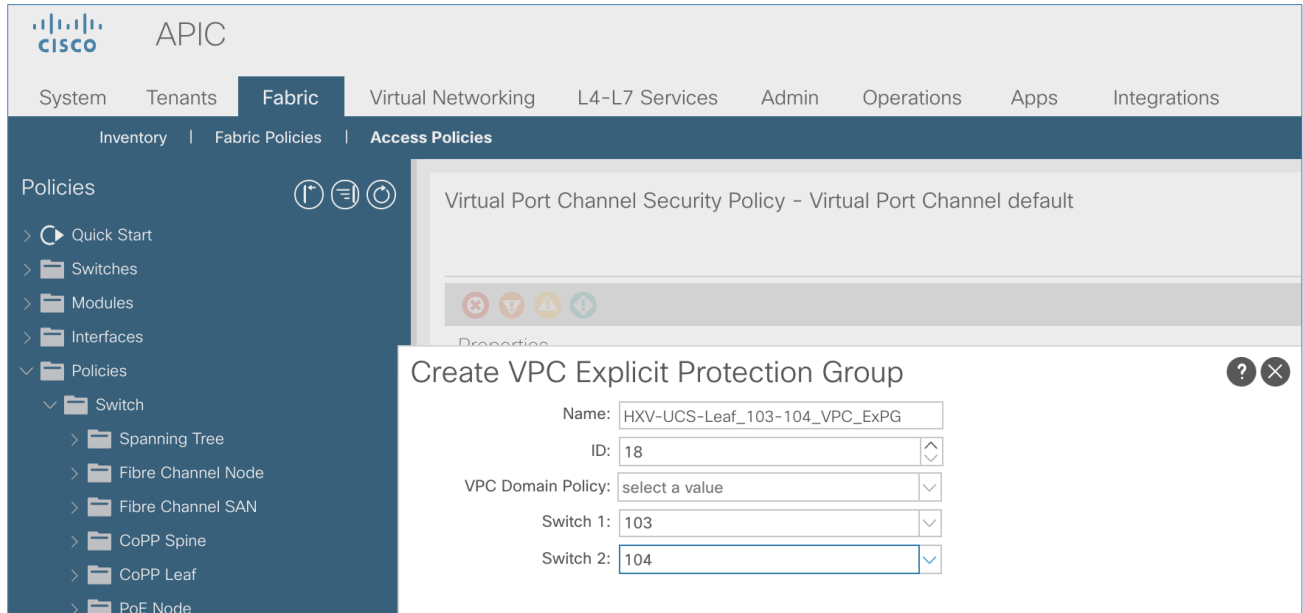 CISCO
APIC
System Tenants Fabric Virtual Networking L4-L7 Services Admin Operations Apps Integrations
Inventory | Fabric Policies | Access Policies
Policies
Quick Start
Switches
Modules
Interfaces
Policies
Switch
Spanning Tree
Fibre Channel Node
Fibre Channel SAN
CoPP Spine
CoPP Leaf
PoE Node
Virtual Port Channel Security Policy - Virtual Port Channel default
Properties
Create VPC Explicit Protection Group
Name: HXV-UCS-Leaf_103-104_VPC_ExPG
ID: 18
VPC Domain Policy: select a value
Switch 1: 103
Switch 2: 104